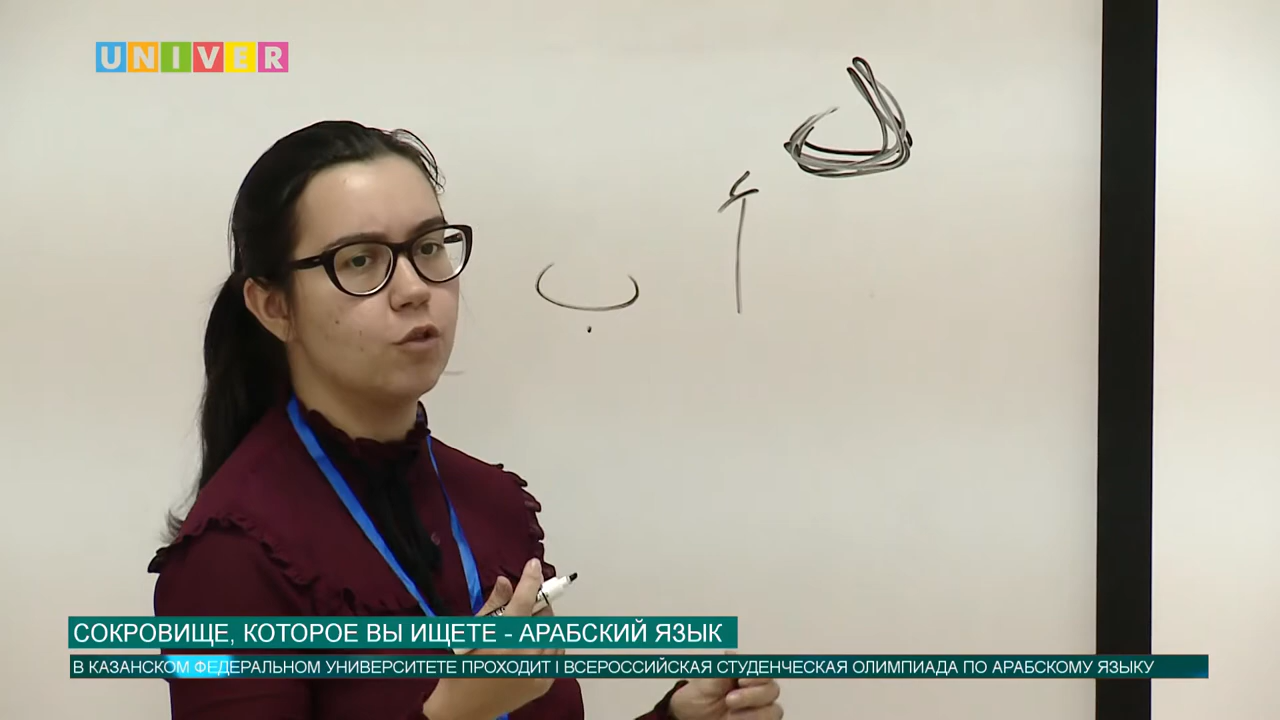 UNIVER
ل
أ ب
СОКРОВИЩЕ, КОТОРОЕ ВЫ ИЩЕТЕ - АРАБСКИЙ ЯЗЫК
В КАЗАНСКОМ ФЕДЕРАЛЬНОМ УНИВЕРСИТЕТЕ ПРОХОДИТ I ВСЕРОССИЙСКАЯ СТУДЕНЧЕСКАЯ ОЛИМПИАДА ПО АРАБСКОМУ ЯЗЫКУ